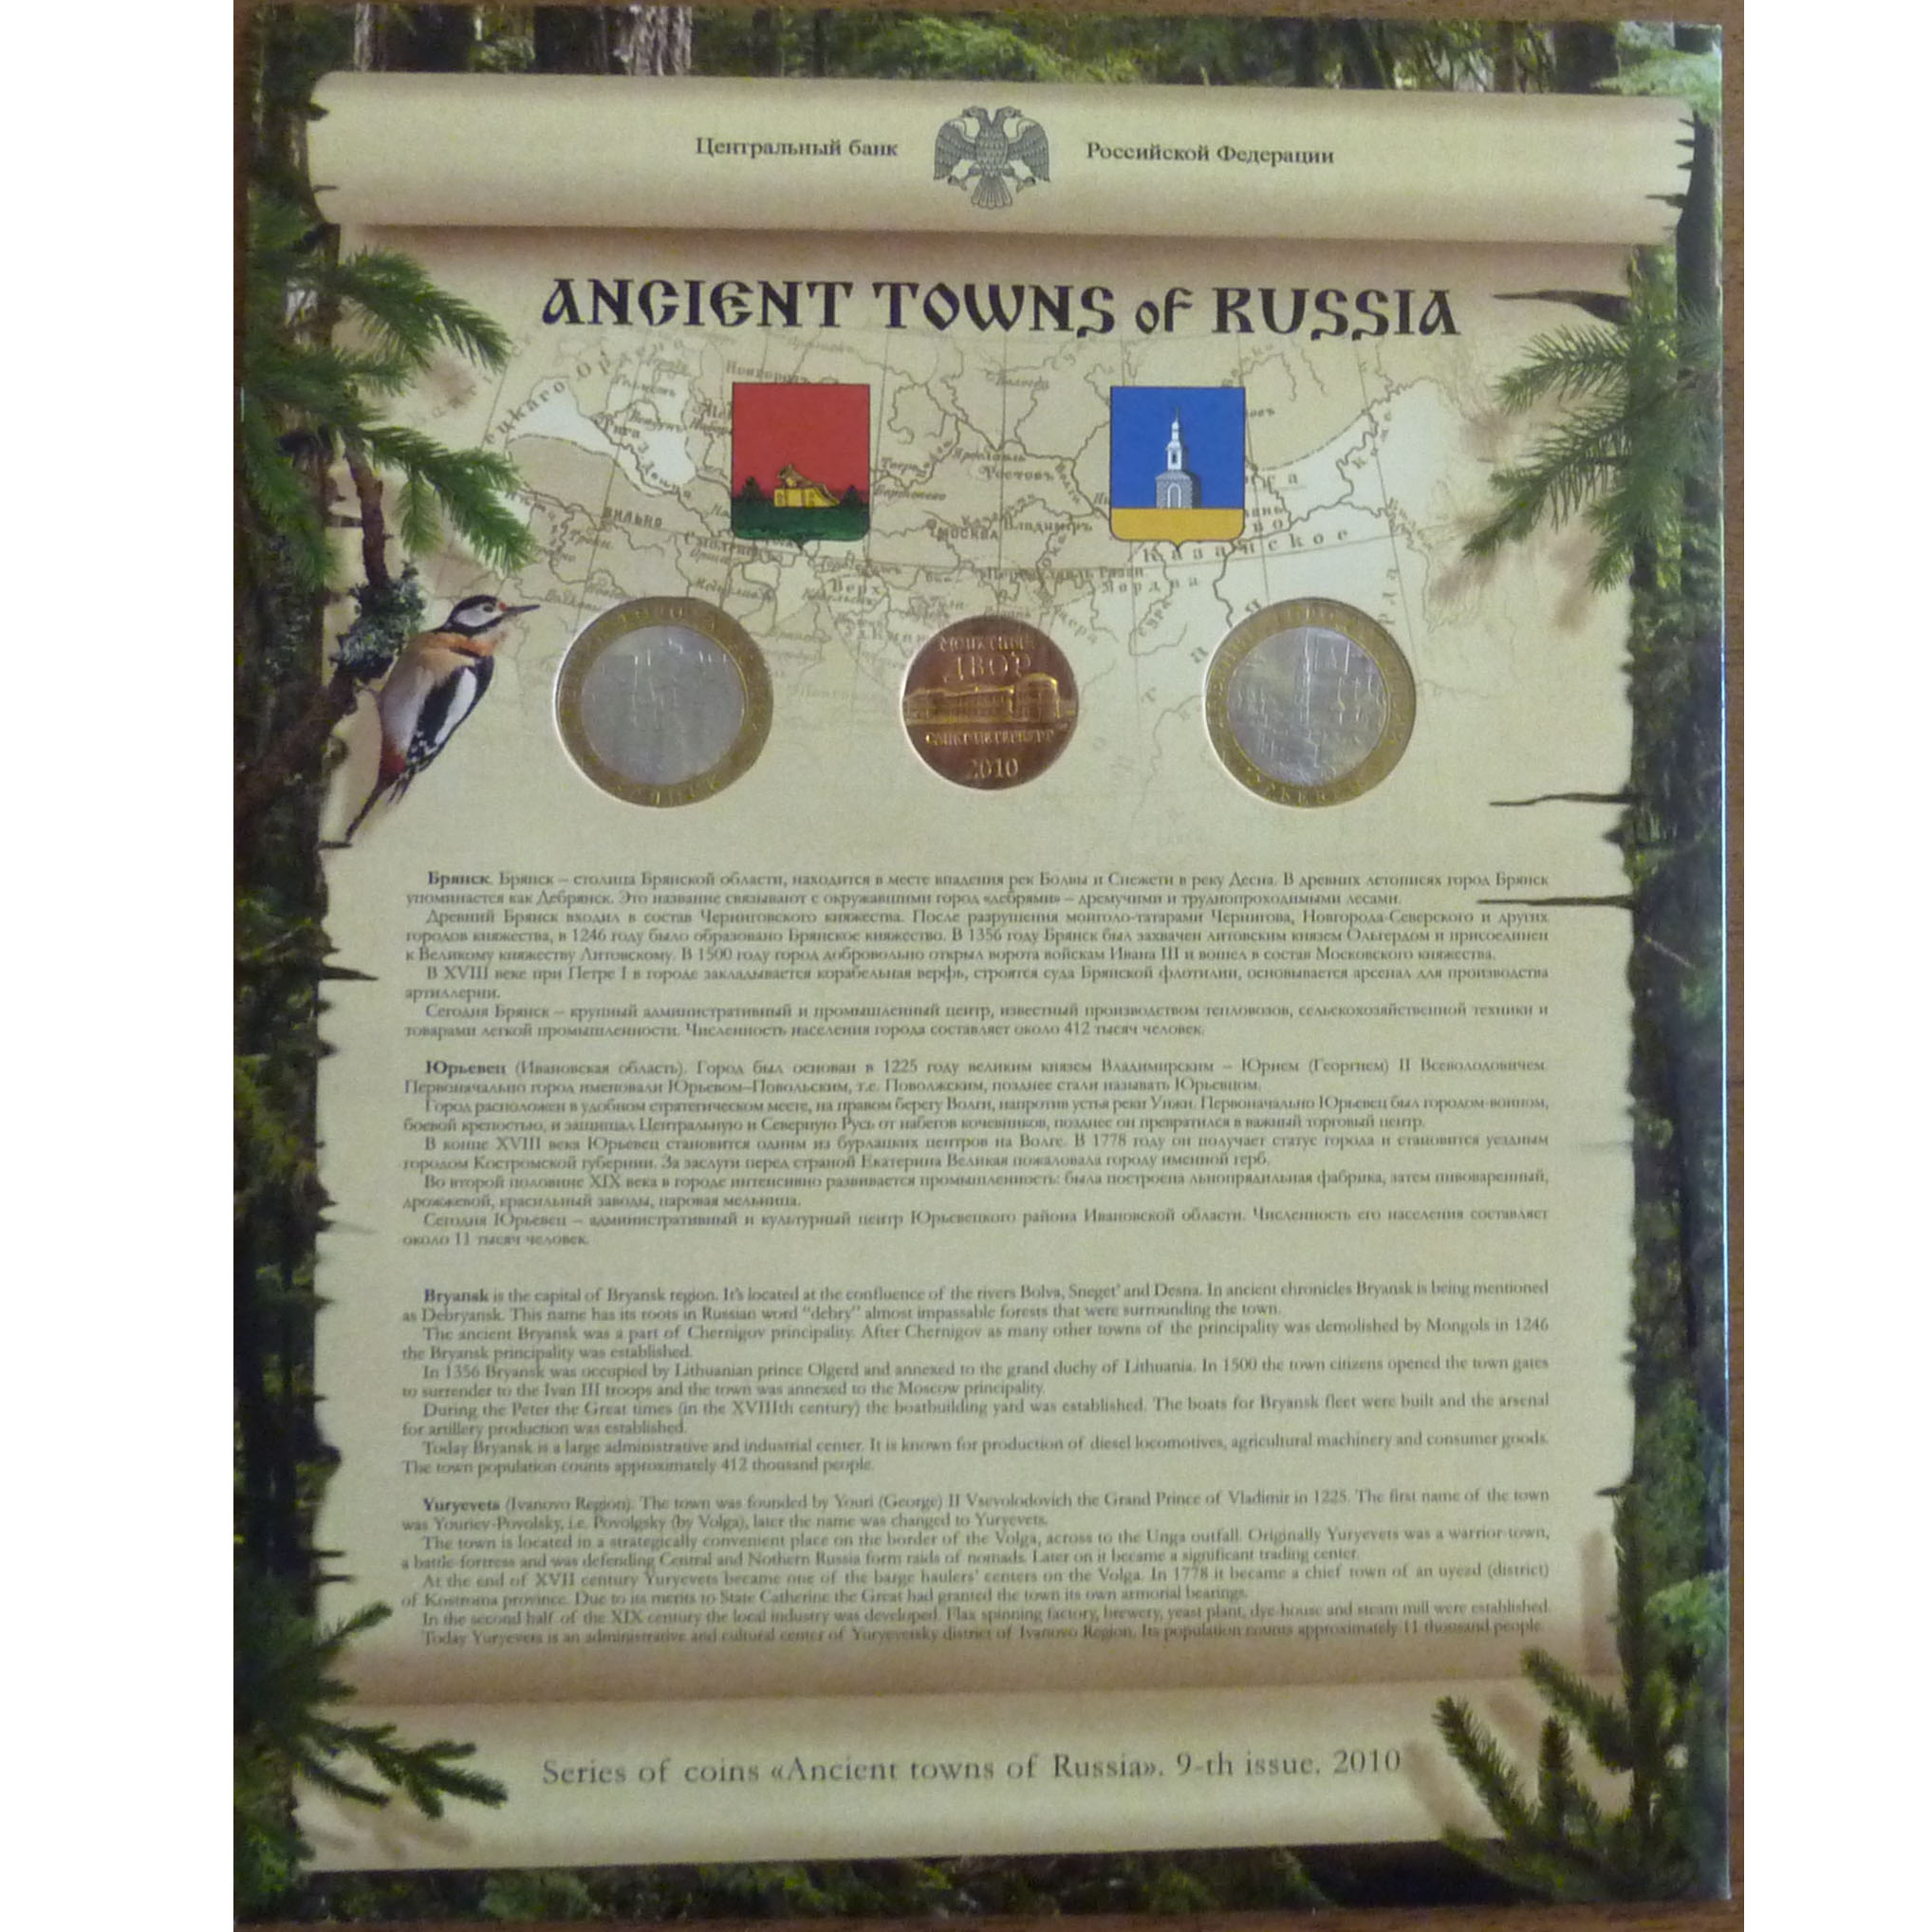 Центральный банк Российской Федерации
ANCIENT TOWNS of RUSSIA
ДВОР
САНКТ-ПЕТЕРБУРГ
2010
Брянск. Брянск – столица Брянской области, находится в месте впадения рек Болвы и Снежети в реку Десна. В древних летописях город Брянск
упоминается как Дебрянск. Это название связывают с окружавшими город «дебрями» – дремучими и труднопроходимыми лесами.
Древний Брянск входил в состав Черниговского княжества. После разрушения монголо-татарами Чернигова, Новгорода-Северского и других
городов княжества, в 1246 году было образовано Брянское княжество. В 1356 году Брянск был захвачен литовским князем Ольгердом и присоединен
к Великому княжеству Литовскому. В 1500 году город добровольно открыл ворота войскам Ивана III и вошел в состав Московского княжества.
В XVIII веке при Петре I в городе закладывается корабельная верфь, строятся суда Брянской флотилии, основывается арсенал для производства
артиллерии.
Сегодня Брянск – крупный административный и промышленный центр, известный производством тепловозов, сельскохозяйственной техники и
товарами легкой промышленности. Численность населения города составляет около 412 тысяч человек.
Юрьевец (Ивановская область). Город был основан в 1225 году великим князем Владимирским – Юрием (Георгием) II Всеволодовичем.
Первоначально город именовали Юрьевом–Повольским, т.е. Поволжским, позднее стали называть Юрьевцом.
Город расположен в удобном стратегическом месте, на правом берегу Волги, напротив устья реки Унжи. Первоначально Юрьевец был городом-воином,
боевой крепостью, и защищал Центральную и Северную Русь от набегов кочевников, позднее он превратился в важный торговый центр.
В конце XVIII века Юрьевец становится одним из бурлацких центров на Волге. В 1778 году он получает статус города и становится уездным
городом Костромской губернии. За заслуги перед страной Екатерина Великая пожаловала городу именной герб.
Во второй половине XIX века в городе интенсивно развивается промышленность: была построена льнопрядильная фабрика, затем пивоваренный,
дрожжевой, красильный заводы, паровая мельница.
Сегодня Юрьевец – административный и культурный центр Юрьевецкого района Ивановской области. Численность его населения составляет
около 11 тысяч человек.
Bryansk is the capital of Bryansk region. It's located at the confluence of the rivers Bolva, Sneget' and Desna. In ancient chronicles Bryansk is being mentioned
as Debryansk. This name has its roots in Russian word "debry" almost impassable forests that were surrounding the town.
The ancient Bryansk was a part of Chernigov principality. After Chernigov as many other towns of the principality was demolished by Mongols in 1246
the Bryansk principality was established.
In 1356 Bryansk was occupied by Lithuanian prince Olgerd and annexed to the grand duchy of Lithuania. In 1500 the town citizens opened the town gates
to surrender to the Ivan III troops and the town was annexed to the Moscow principality.
During the Peter the Great times (in the XVIIIth century) the boatbuilding yard was established. The boats for Bryansk fleet were built and the arsenal
for artillery production was established.
Today Bryansk is a large administrative and industrial center. It is known for production of diesel locomotives, agricultural machinery and consumer goods.
The town population counts approximately 412 thousand people.
Yuryevets (Ivanovo Region). The town was founded by Youri (George) II Vsevolodovich the Grand Prince of Vladimir in 1225. The first name of the town
was Youriev-Povolsky, i.e. Povolgsky (by Volga), later the name was changed to Yuryevets.
The town is located in a strategically convenient place on the border of the Volga, across to the Unga outfall. Originally Yuryevets was a warrior-town,
a battle-fortress and was defending Central and Nothern Russia form raids of nomads. Later on it became a significant trading center.
At the end of XVII century Yuryevets became one of the barge haulers' centers on the Volga. In 1778 it became a chief town of an uyezd (district)
of Kostroma province. Due to its merits to State Catherine the Great had granted the town its own armorial bearings.
In the second half of the XIX century the local industry was developed. Flax spinning factory, brewery, yeast plant, dye-house and steam mill were established.
Today Yuryevets is an administrative and cultural center of Yuryevetsky district of Ivanovo Region. Its population counts approximately 11 thousand people.
Series of coins «Ancient towns of Russia». 9-th issue. 2010